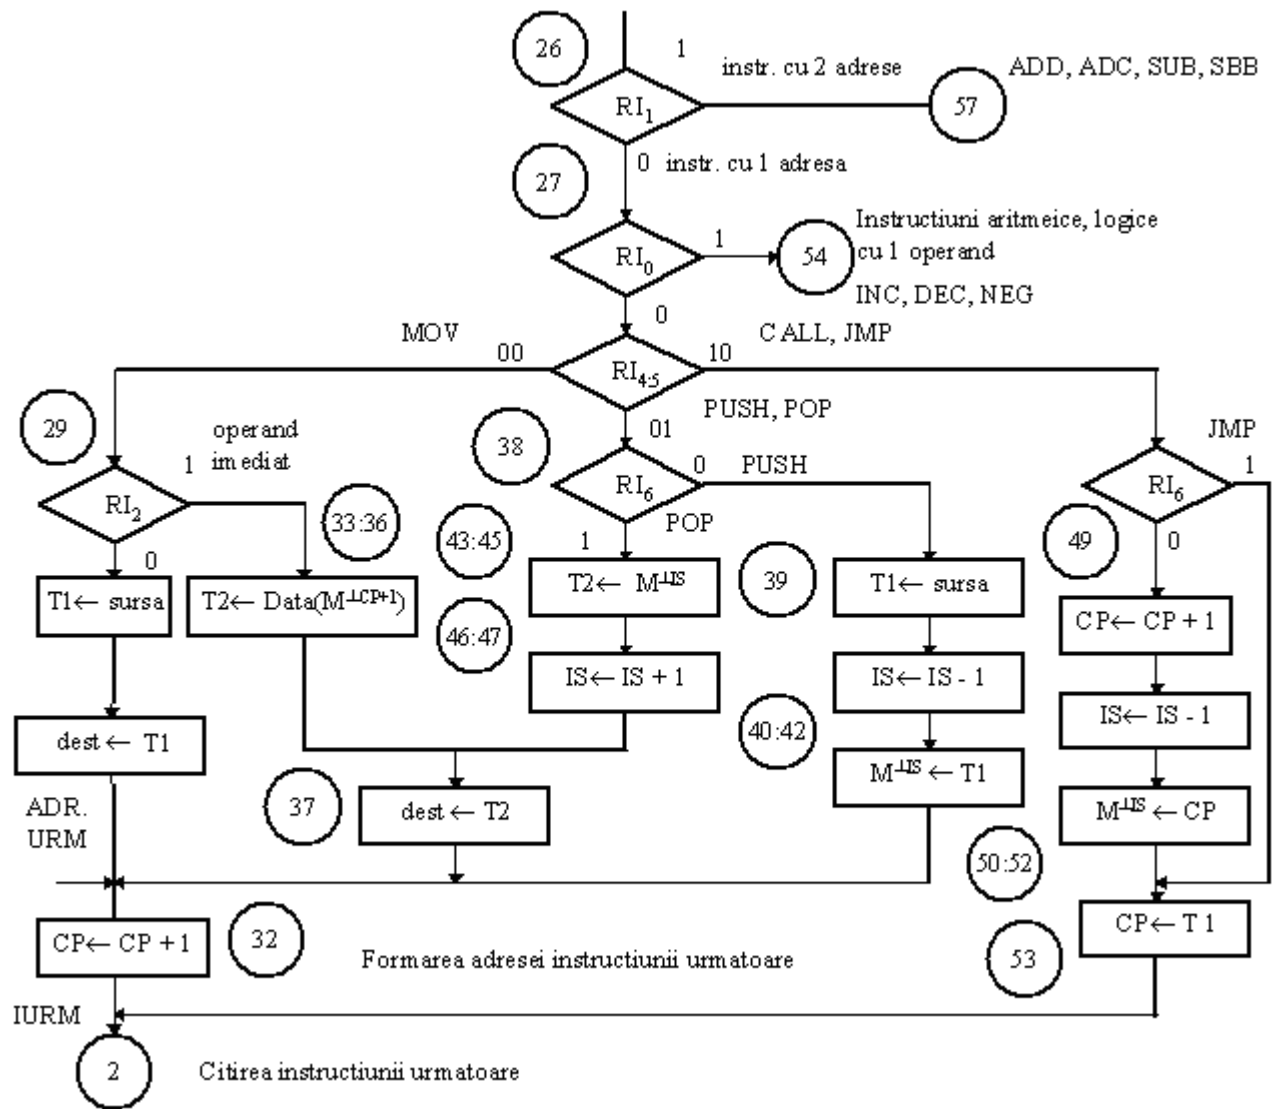 26
1
instr. cu 2 adrese
ADD, ADC, SUB, SBB
RI1
57
0 instr. cu 1 adresa
27
Instructiuni aritmeice, logice
cu 1 operand
INC, DEC, NEG
1
54
RI0
0
MOV
CALL, JMP
00
10
RI4:5
PUSH, POP
01
29
operand
imediat
1
38
0
PUSH
JMP
1
RI2
RI6
RI6
33:36
POP
43:45
1
49
0
0
T1← sursa
T2← Data(M⊥CP+1)
T2← M⊥IS
39
T1← sursa
CP← CP + 1
46:47
IS← IS + 1
IS← IS - 1
IS← IS - 1
dest ← T1
40:42
M⊥IS ← T1
M⊥IS ← CP
ADR.
URM
37
dest ← T2
50:52
CP← CP + 1
32
CP← T 1
Formarea adresei instructiunii urmatoare
53
IURM
2
Citirea instructiunii urmatoare